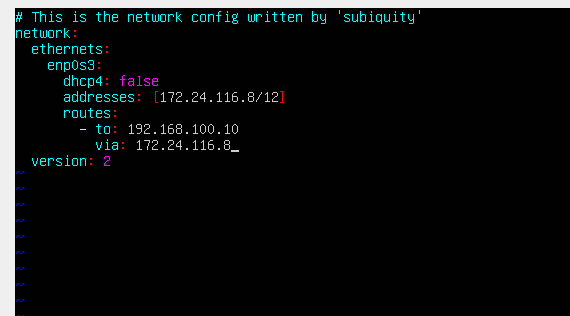 # This is the network config written by 'subiquity'
network:
  ethernets:
    enp0s3:
      dhcp4: false
      addresses: [172.24.116.8/12]
      routes:
        - to: 192.168.100.10
          via: 172.24.116.8_
  version: 2
~
~
~
~
~
~
~
~
~